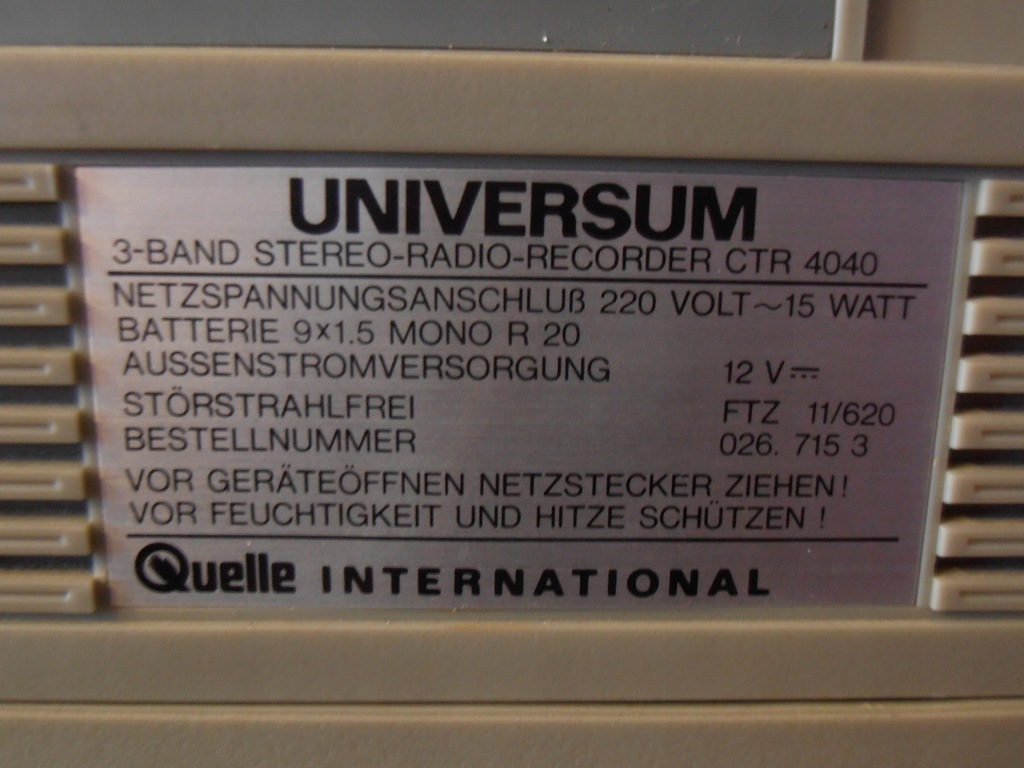 UNIVERSUM
3-BAND STEREO-RADIO-RECORDER CTR 4040
NETZSPANNUNGSANSCHLUß 220 VOLT~15 WATT
BATTERIE 9x1.5 MONO R 20
AUSSENSTROMVERSORGUNG 12 V⎓
STÖRSTRAHLFREI FTZ 11/620
BESTELLNUMMER 026. 715 3
VOR GERÄTEÖFFNEN NETZSTECKER ZIEHEN!
VOR FEUCHTIGKEIT UND HITZE SCHÜTZEN !
Quelle INTERNATIONAL